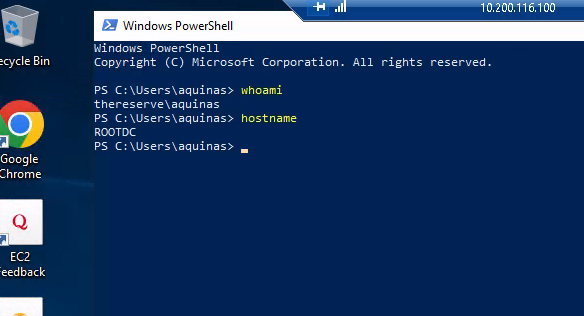 10.200.116.100
Windows PowerShell
Windows PowerShell
Copyright (C) Microsoft Corporation. All rights reserved.
PS C:\Users\aquinas> whoami
thereserve\aquinas
PS C:\Users\aquinas> hostname
ROOTDC
PS C:\Users\aquinas>
ecycle Bin
Google
Chrome
Q
EC2
Feedback